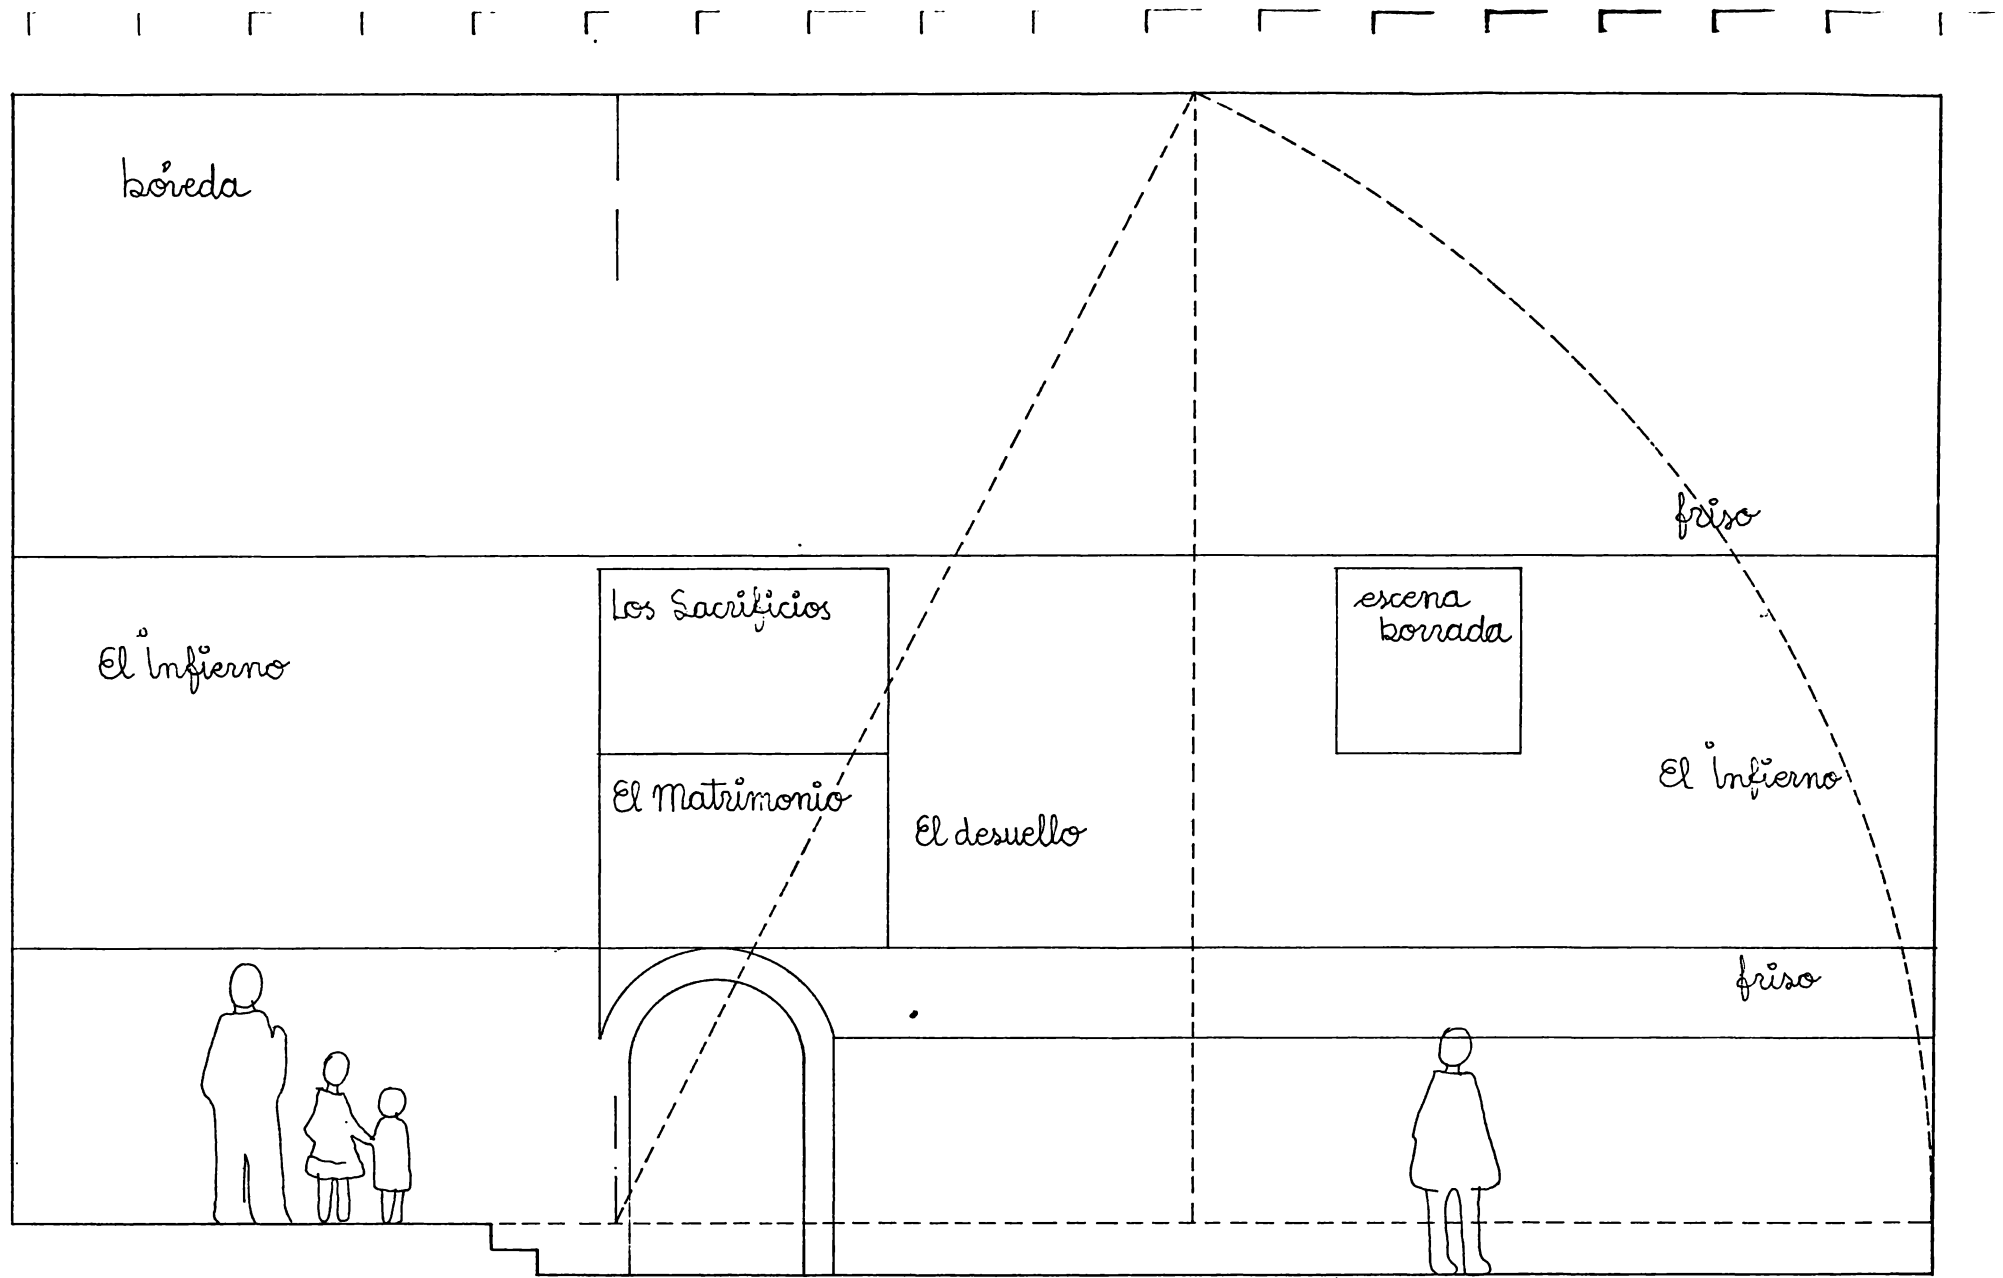 bóveda
friso
Los Sacrificios
escena
borrada
El infierno
El infierno
El Matrimonio
El desuello
friso